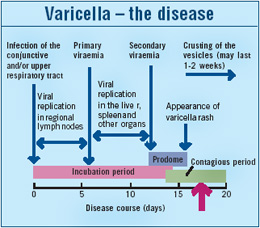 Varicella – the disease
Infection of the
conjunctive
and/or upper
respiratory tract
Primary
viraemia
Secondary
viraemia
Crusting of the
vesicles (may last
1-2 weeks)
Viral
replication
in regional
lymph nodes
Viral
replication
in the live r,
spleen and
other organs
Appearance of
varicella rash
Prodome
Contagious period
Incubation period
0 5 10 15 20
Disease course (days)